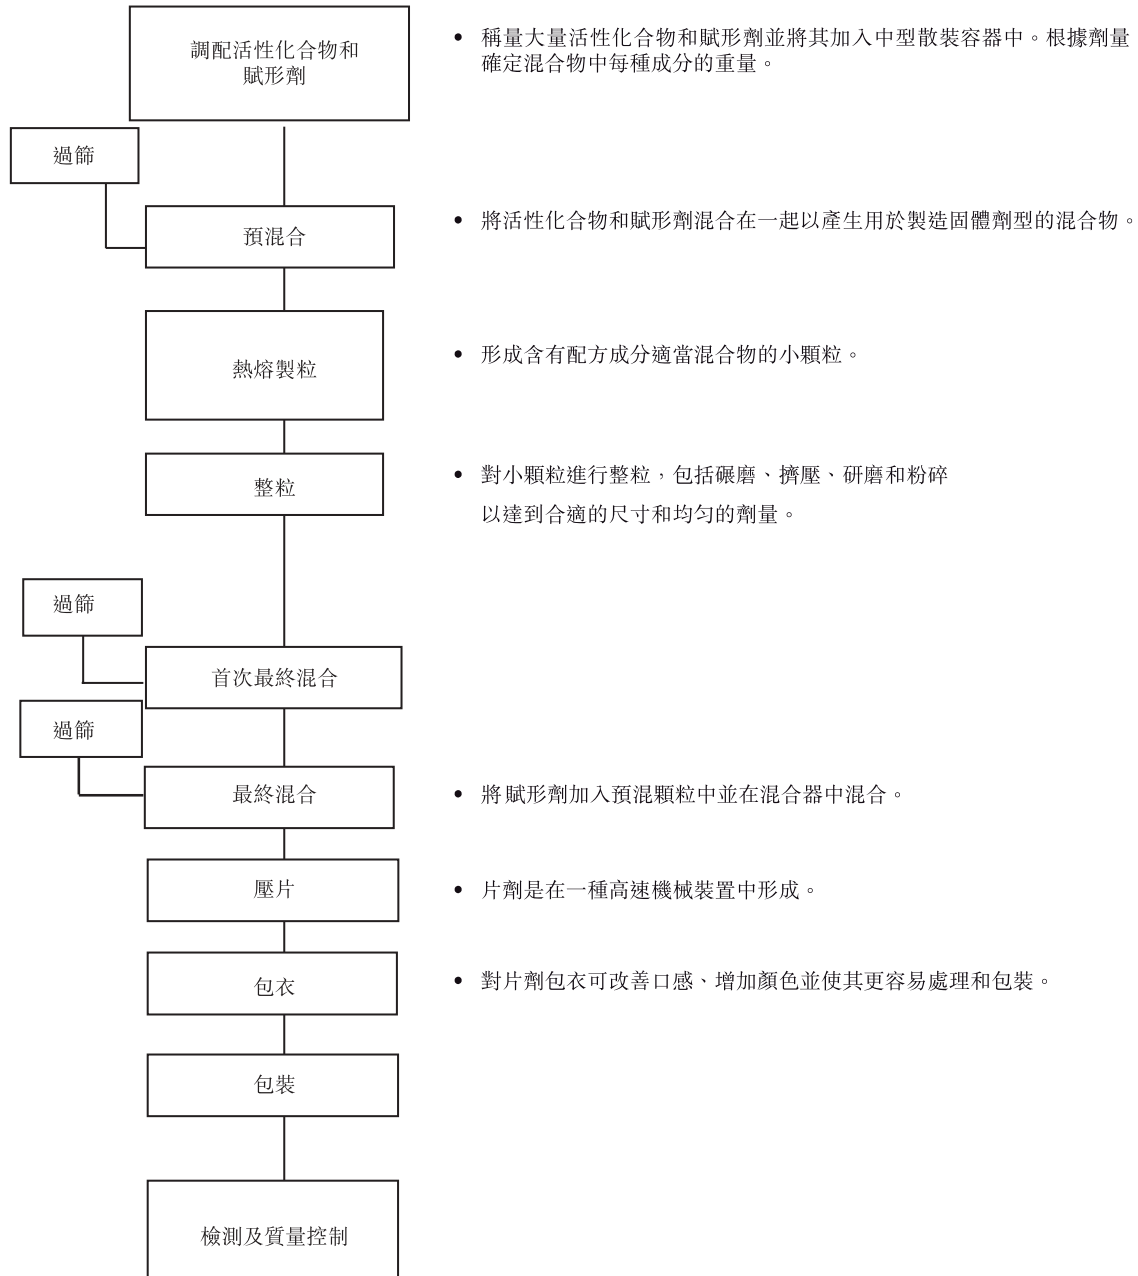 調配活性化合物和
賦形劑
• 稱量大量活性化合物和賦形劑並將其加入中型散裝容器中。根據劑量
確定混合物中每種成分的重量。
過篩
預混合
• 將活性化合物和賦形劑混合在一起以產生用於製造固體劑型的混合物。
熱熔製粒
• 形成含有配方成分適當混合物的小顆粒。
整粒
• 對小顆粒進行整粒，包括碾磨、擠壓、研磨和粉碎
以達到合適的尺寸和均勻的劑量。
過篩
首次最終混合
過篩
最終混合
• 將賦形劑加入預混顆粒中並在混合器中混合。
壓片
• 片劑是在一種高速機械裝置中形成。
包衣
• 對片劑包衣可改善口感、增加顏色並使其更容易處理和包裝。
包裝
檢測及質量控制